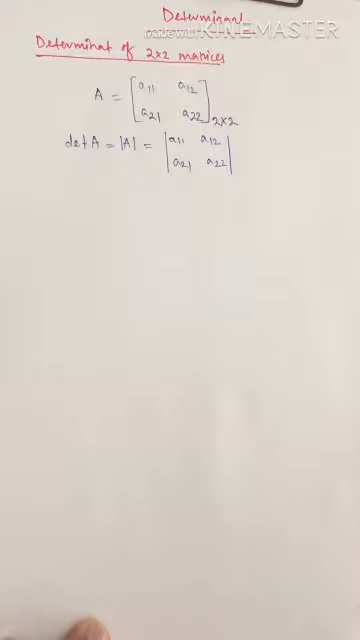 Determinant
Made with KINEMASTER
Determinat of 2×2 matrices
A = [a₁₁ a₁₂
a₂₁ a₂₂]₂×₂
det A = |A| = |a₁₁ a₁₂
a₂₁ a₂₂|